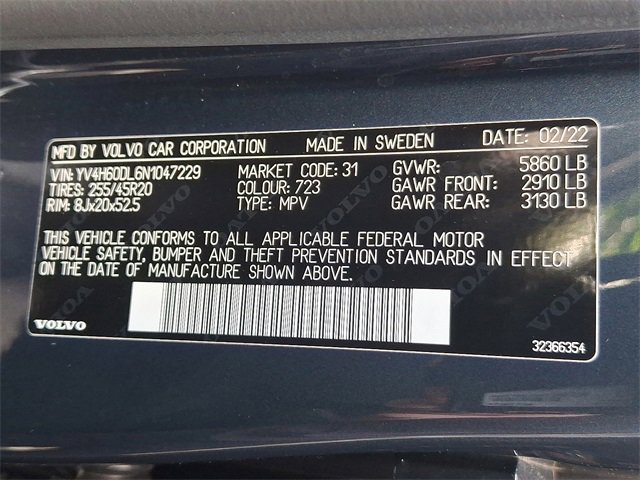 MFD BY VOLVO CAR CORPORATION MADE IN SWEDEN DATE: 02/22
VIN: YV4H60DL6N1047229 MARKET CODE: 31 GVWR: 5860 LB
TIRES: 255/45R20 COLOUR: 723 GAWR FRONT: 2910 LB
RIM: 8Jx20x52.5 TYPE: MPV GAWR REAR: 3130 LB
THIS VEHICLE CONFORMS TO ALL APPLICABLE FEDERAL MOTOR
VEHICLE SAFETY, BUMPER AND THEFT PREVENTION STANDARDS IN EFFECT
ON THE DATE OF MANUFACTURE SHOWN ABOVE.
VOLVO 32366354